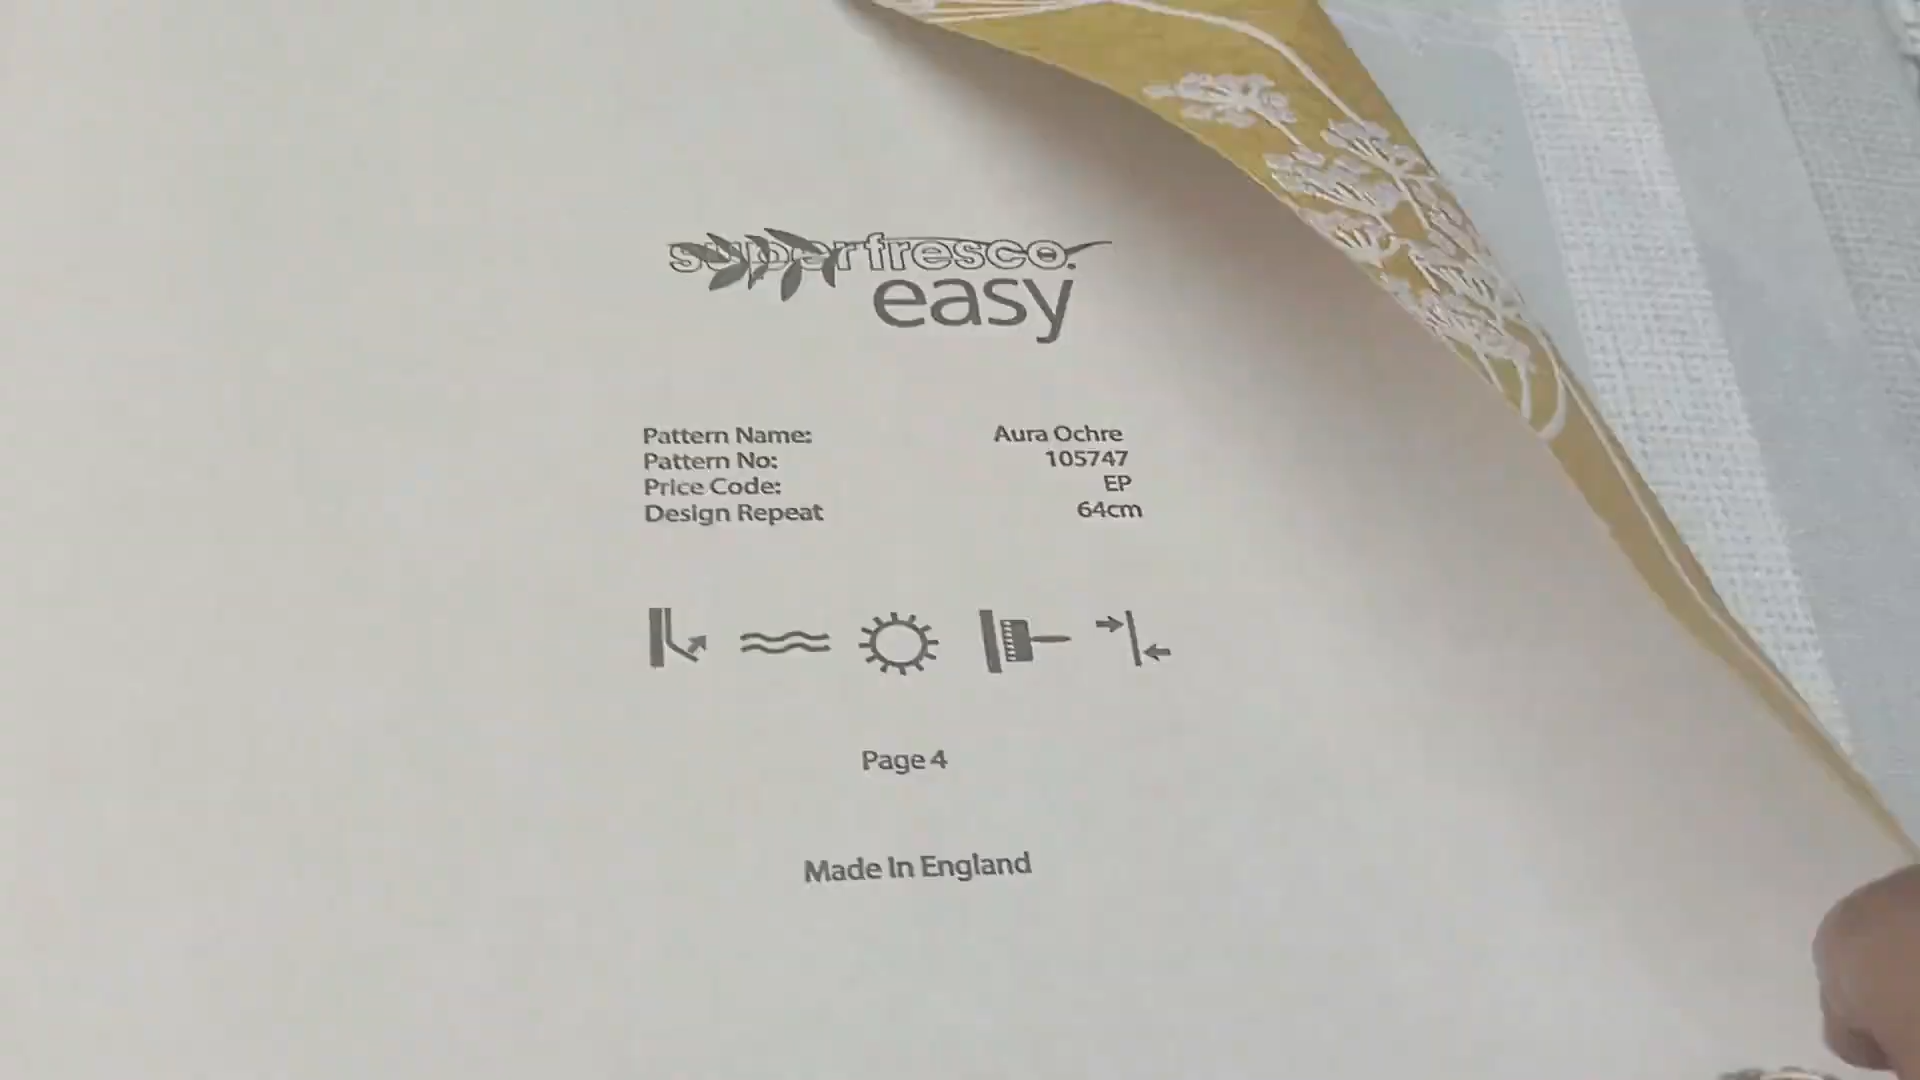 superfresco.
easy
Pattern Name: Aura Ochre
Pattern No: 105747
Price Code: EP
Design Repeat 64cm
Page 4
Made In England